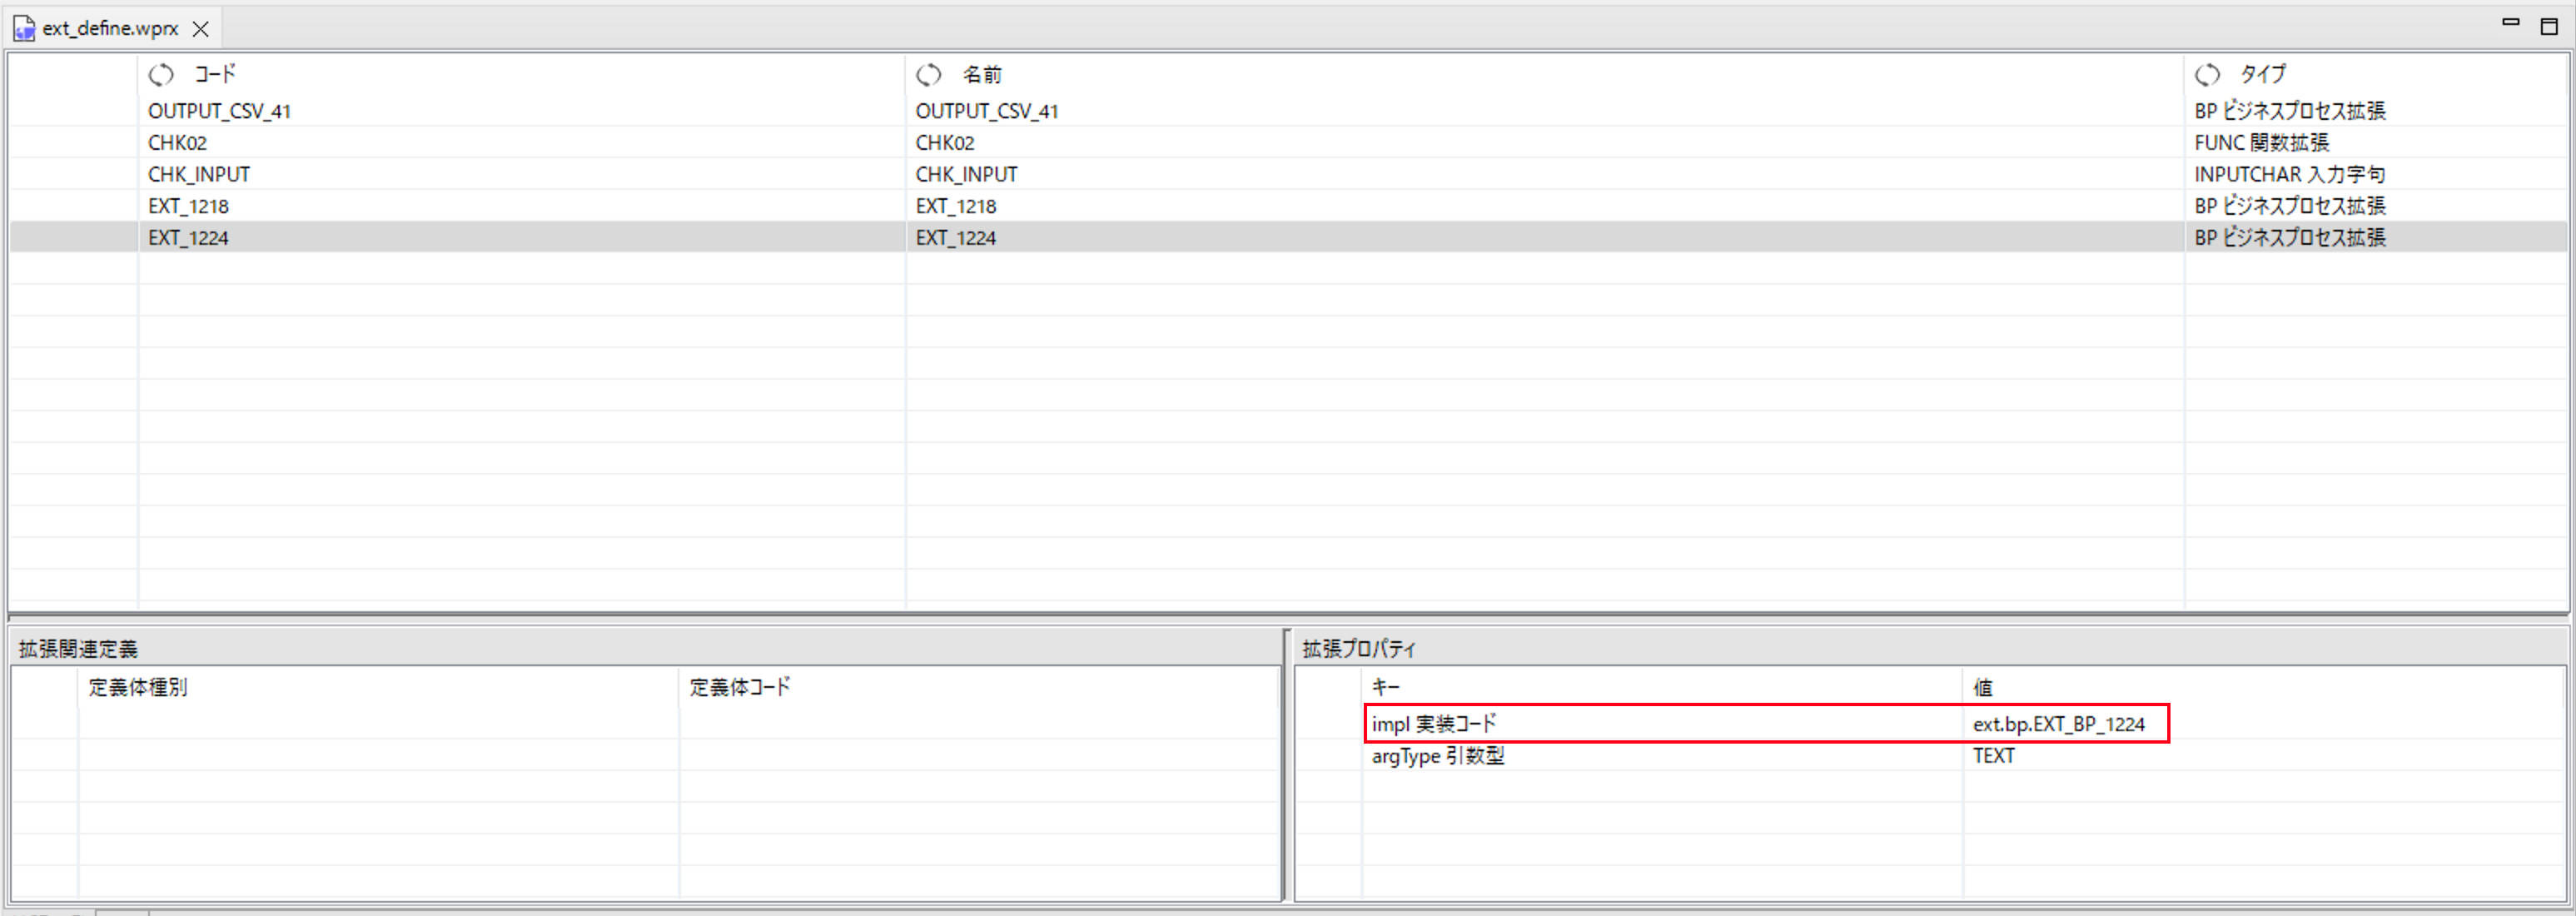 ext_define.wprx
コード 名前 タイプ
OUTPUT_CSV_41 OUTPUT_CSV_41 BP ビジネスプロセス拡張
CHK02 CHK02 FUNC 関数拡張
CHK_INPUT CHK_INPUT INPUTCHAR 入力字句
EXT_1218 EXT_1218 BP ビジネスプロセス拡張
EXT_1224 EXT_1224 BP ビジネスプロセス拡張
拡張関連定義
定義体種別 定義体コード
拡張プロパティ
キー 値
impl 実装コード ext.bp.EXT_BP_1224
argType 引数型 TEXT